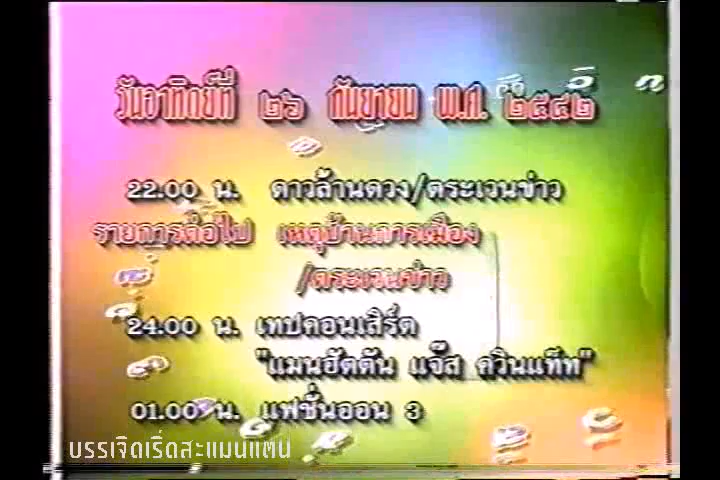 วันอาทิตย์ที่ ๒๖ กันยายน พ.ศ. ๒๕๔๒
22.00 น. ดาวล้านดวง/ตระเวนข่าว
รายการต่อไป เหตุบ้านการเมือง
/ตระเวนข่าว
24.00 น. เทปคอนเสิร์ต
"แมนฮัตตัน แจ๊ส ควินแท็ท"
01.00 น. แฟชั่นออน 3
บรรเจิดเริ่ดสะแมนแตน